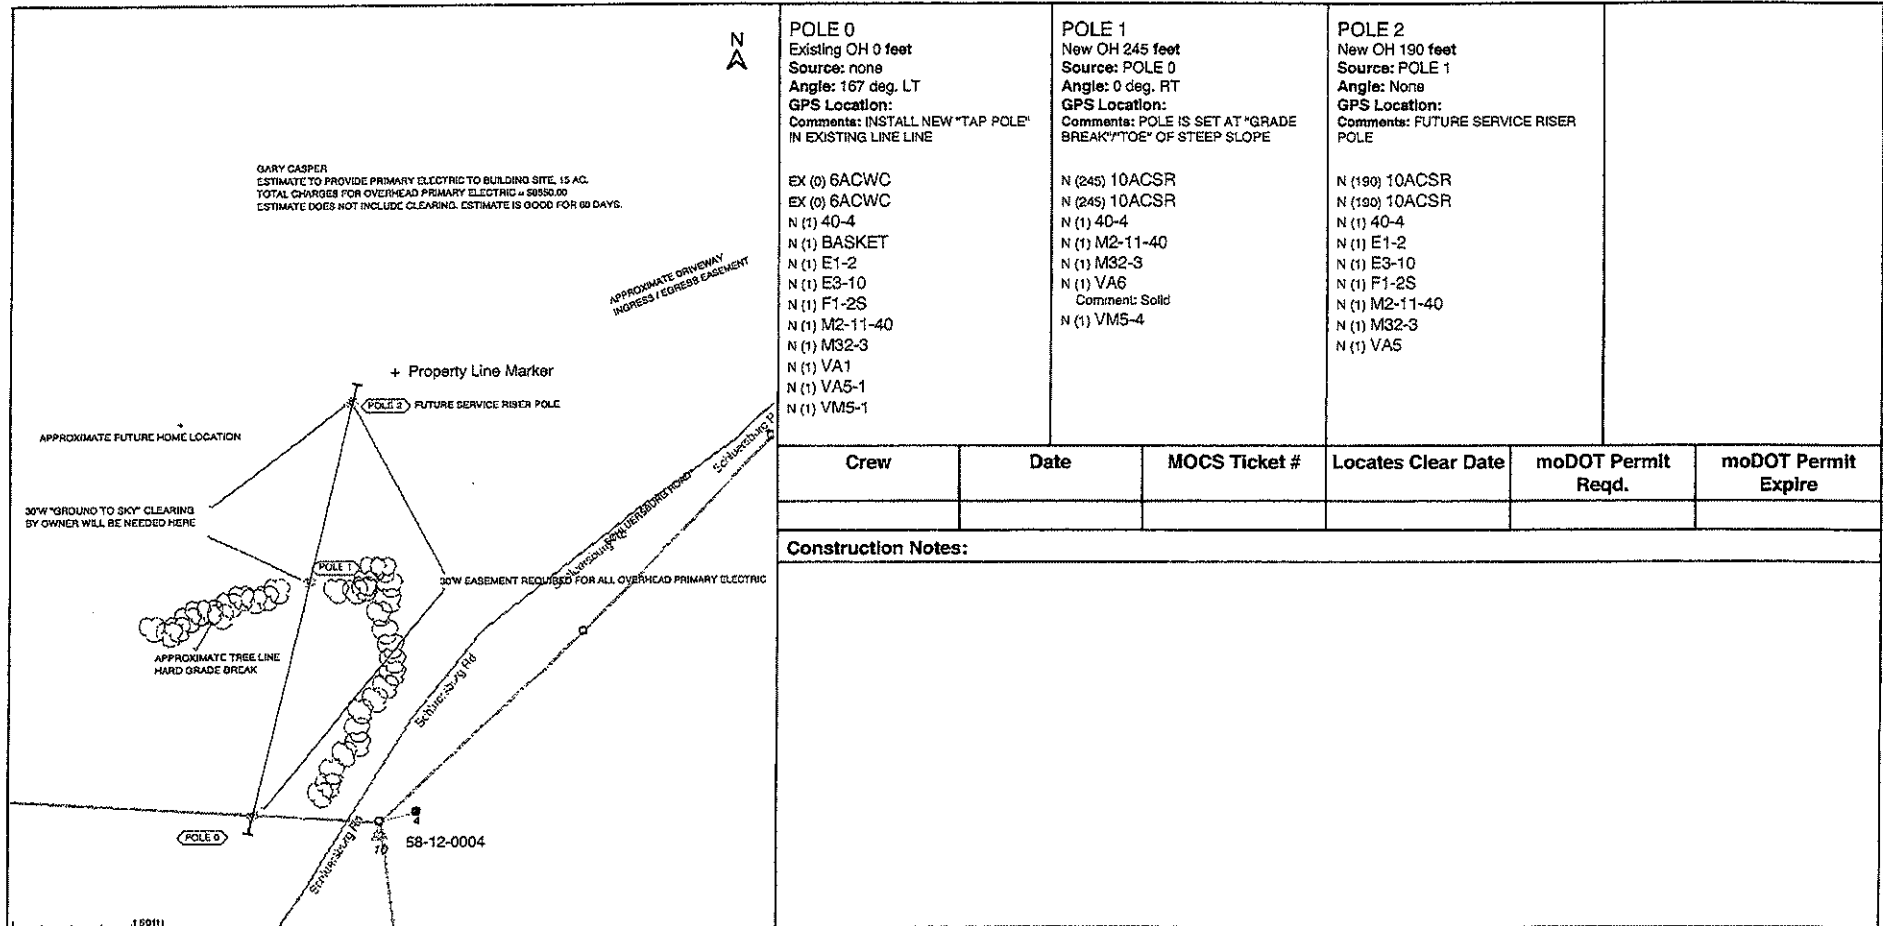 N
GARY CASPER
ESTIMATE TO PROVIDE PRIMARY ELECTRIC TO BUILDING SITE, 15 AC.
TOTAL CHARGES FOR OVERHEAD PRIMARY ELECTRIC =
ESTIMATE DOES NOT INCLUDE CLEARING. ESTIMATE IS GOOD FOR 60 DAYS.
APPROXIMATE DRIVEWAY
INGRESS / EGRESS EASEMENT
+ Property Line Marker
POLE 2 FUTURE SERVICE RISER POLE
APPROXIMATE FUTURE HOME LOCATION
30'W "GROUND TO SKY" CLEARING
BY OWNER WILL BE NEEDED HERE
POLE 1
30'W EASEMENT REQUIRED FOR ALL OVERHEAD PRIMARY ELECTRIC
APPROXIMATE TREE LINE
HARD GRADE BREAK
Schluersburg R
SCHLUERSBURG ROAD
Schluersburg Rd
Schluersburg Rd
Schluersburg Rd
POLE 0
4
10
58-12-0004
POLE 0
Existing OH 0 feet
Source: none
Angle: 167 deg. LT
GPS Location:
Comments: INSTALL NEW "TAP POLE"
IN EXISTING LINE LINE
EX (0) 6ACWC
EX (0) 6ACWC
N (1) 40-4
N (1) BASKET
N (1) E1-2
N (1) E3-10
N (1) F1-2S
N (1) M2-11-40
N (1) M32-3
N (1) VA1
N (1) VA5-1
N (1) VM5-1
POLE 1
New OH 245 feet
Source: POLE 0
Angle: 0 deg. RT
GPS Location:
Comments: POLE IS SET AT "GRADE
BREAK"/"TOE" OF STEEP SLOPE
N (245) 10ACSR
N (245) 10ACSR
N (1) 40-4
N (1) M2-11-40
N (1) M32-3
N (1) VA6
Comment: Solid
N (1) VM5-4
POLE 2
New OH 190 feet
Source: POLE 1
Angle: None
GPS Location:
Comments: FUTURE SERVICE RISER
POLE
N (190) 10ACSR
N (190) 10ACSR
N (1) 40-4
N (1) E1-2
N (1) E3-10
N (1) F1-2S
N (1) M2-11-40
N (1) M32-3
N (1) VA5
Crew Date MOCS Ticket # Locates Clear Date moDOT Permit Reqd. moDOT Permit Expire
Construction Notes: